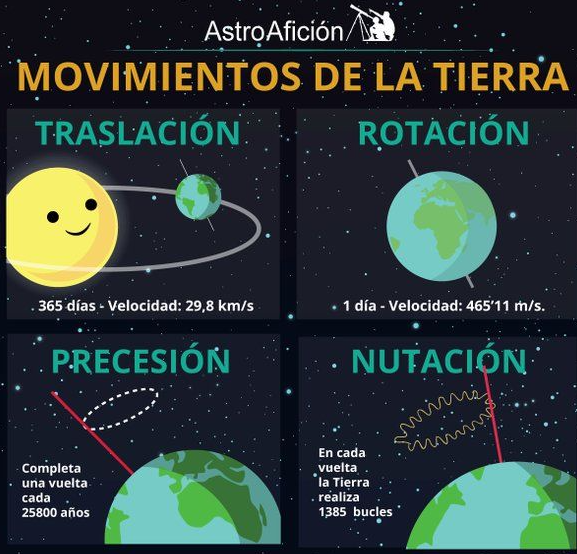 AstroAfición
MOVIMIENTOS DE LA TIERRA
TRASLACIÓN
365 días - Velocidad: 29,8 km/s
ROTACIÓN
1 día - Velocidad: 465'11 m/s.
PRECESIÓN
Completa
una vuelta
cada
25800 años
NUTACIÓN
En cada
vuelta
la Tierra
realiza
1385 bucles